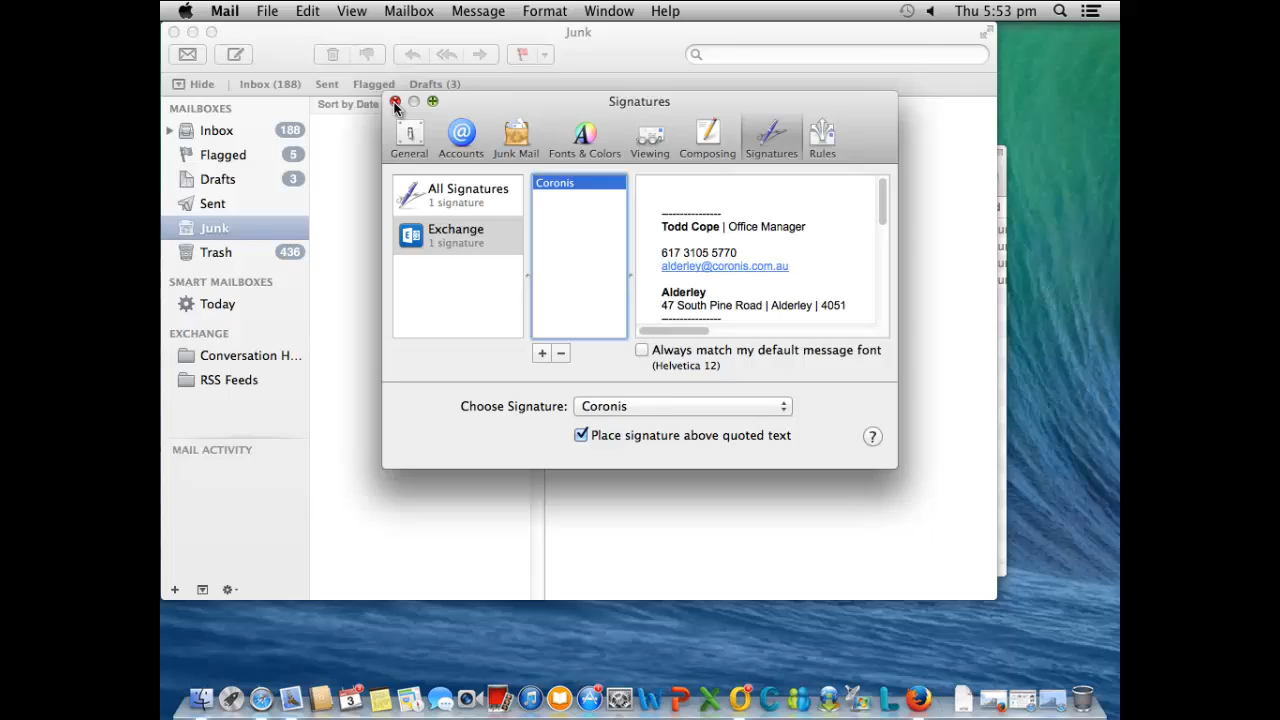 Mail File Edit View Mailbox Message Format Window Help Thu 5:53 pm
Junk
Hide Inbox (188) Sent Flagged Drafts (3)
MAILBOXES
Inbox 188
Flagged 5
Drafts 3
Sent
Junk
Trash 436
SMART MAILBOXES
Today
EXCHANGE
Conversation H...
RSS Feeds
MAIL ACTIVITY
Sort by Date
Signatures
General Accounts Junk Mail Fonts & Colors Viewing Composing Signatures Rules
All Signatures
1 signature
Exchange
1 signature
Coronis
---------------
Todd Cope | Office Manager
617 3105 5770
alderley@coronis.com.au
Alderley
47 South Pine Road | Alderley | 4051
---------------
+ −
Always match my default message font
(Helvetica 12)
Choose Signature: Coronis
Place signature above quoted text
?